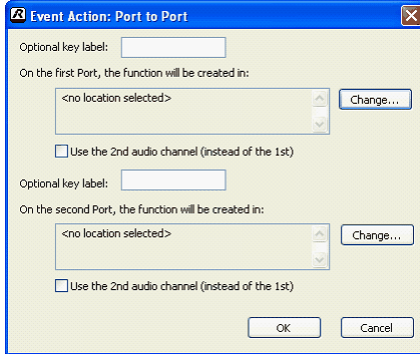 Event Action: Port to Port
Optional key label:
On the first Port, the function will be created in:
<no location selected>
Change...
Use the 2nd audio channel (instead of the 1st)
Optional key label:
On the second Port, the function will be created in:
<no location selected>
Change...
Use the 2nd audio channel (instead of the 1st)
OK
Cancel